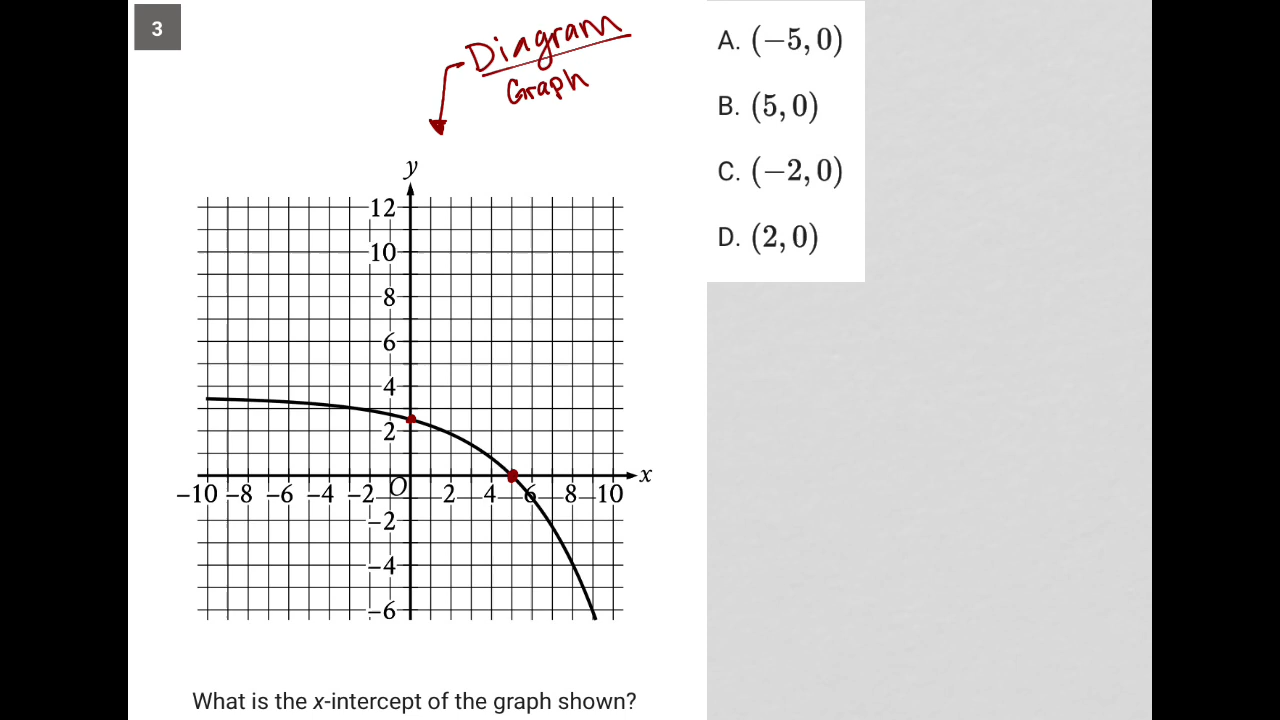 3
Diagram
Graph
y
12
10
8
6
4
2
−10 −8 −6 −4 −2 O 2 4 6 8 10 x
−2
−4
−6
What is the x-intercept of the graph shown?
A. (−5, 0)
B. (5, 0)
C. (−2, 0)
D. (2, 0)